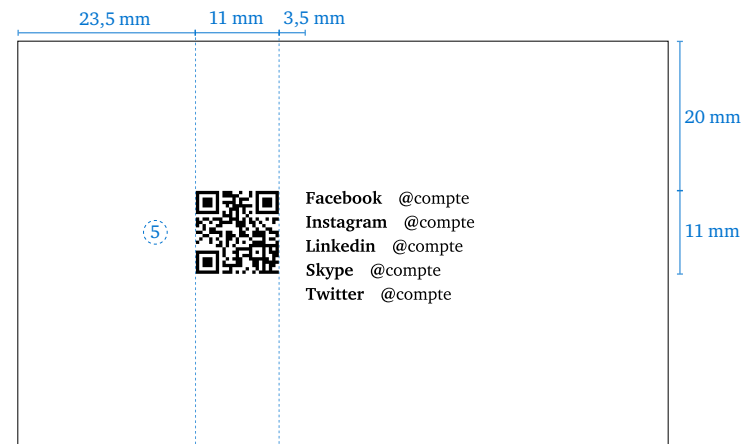 23,5 mm 11 mm 3,5 mm
20 mm
Facebook @compte
Instagram @compte
5 11 mm
Linkedin @compte
Skype @compte
Twitter @compte